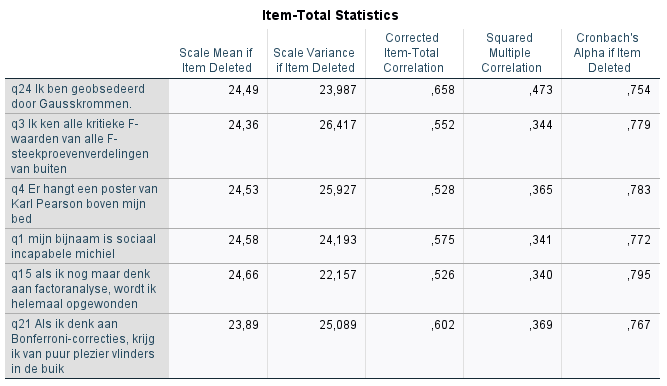 Item-Total Statistics
Scale Mean if Item Deleted Scale Variance if Item Deleted Corrected Item-Total Correlation Squared Multiple Correlation Cronbach's Alpha if Item Deleted
q24 Ik ben geobsedeerd
door Gausskrommen. 24,49 23,987 ,658 ,473 ,754
q3 Ik ken alle kritieke F-
waarden van alle F-
steekproevenverdelingen
van buiten 24,36 26,417 ,552 ,344 ,779
q4 Er hangt een poster van
Karl Pearson boven mijn
bed 24,53 25,927 ,528 ,365 ,783
q1 mijn bijnaam is sociaal
incapabele michiel 24,58 24,193 ,575 ,341 ,772
q15 als ik nog maar denk
aan factoranalyse, wordt ik
helemaal opgewonden 24,66 22,157 ,526 ,340 ,795
q21 Als ik denk aan
Bonferroni-correcties, krijg
ik van puur plezier vlinders
in de buik 23,89 25,089 ,602 ,369 ,767